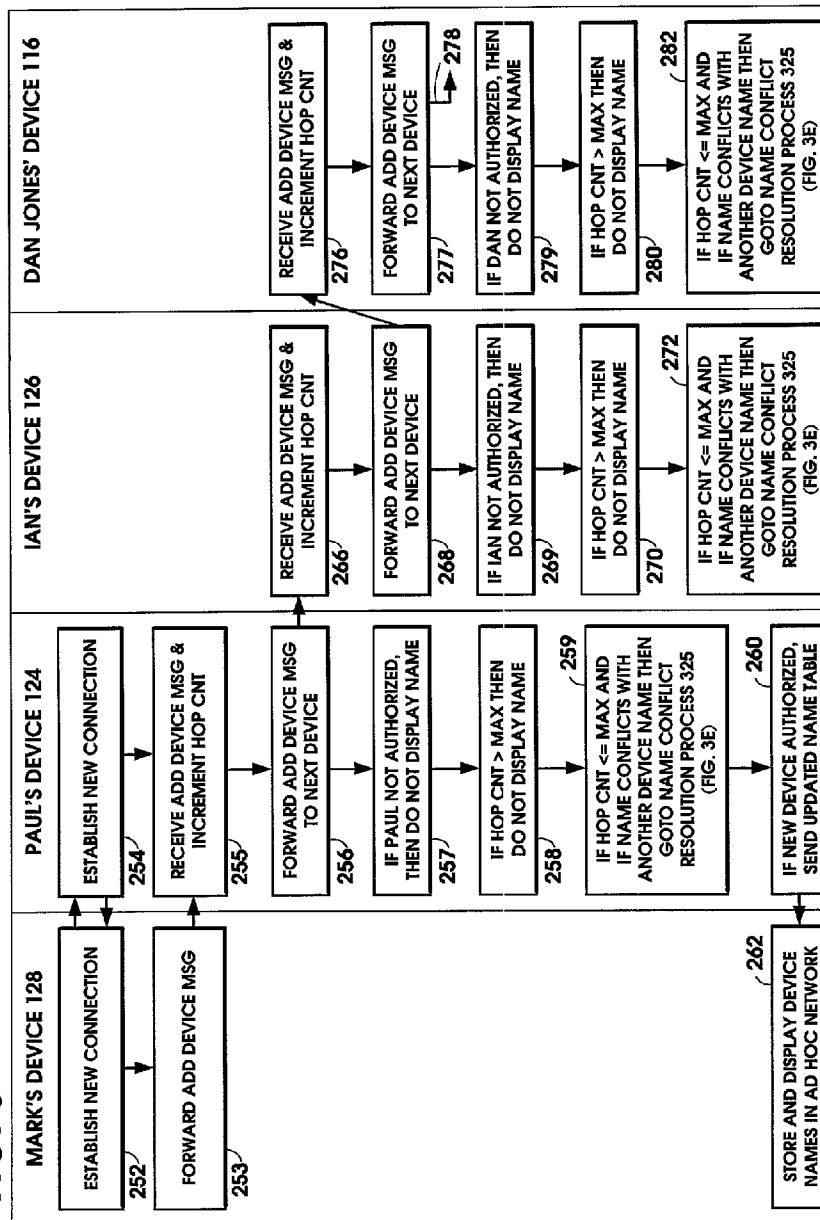 MARK'S DEVICE 128
ESTABLISH NEW CONNECTION
252
FORWARD ADD DEVICE MSG
253
STORE AND DISPLAY DEVICE
NAMES IN AD HOC NETWORK
262
PAUL'S DEVICE 124
ESTABLISH NEW CONNECTION
254
RECEIVE ADD DEVICE MSG &
INCREMENT HOP CNT
255
FORWARD ADD DEVICE MSG
TO NEXT DEVICE
256
IF PAUL NOT AUTHORIZED,
THEN DO NOT DISPLAY NAME
257
IF HOP CNT > MAX THEN
DO NOT DISPLAY NAME
258
IF HOP CNT <= MAX AND
IF NAME CONFLICTS WITH
ANOTHER DEVICE NAME THEN
GOTO NAME CONFLICT
RESOLUTION PROCESS 325
(FIG. 3E)
259
IF NEW DEVICE AUTHORIZED,
SEND UPDATED NAME TABLE
260
IAN'S DEVICE 126
RECEIVE ADD DEVICE MSG &
INCREMENT HOP CNT
266
FORWARD ADD DEVICE MSG
TO NEXT DEVICE
268
IF IAN NOT AUTHORIZED, THEN
DO NOT DISPLAY NAME
269
IF HOP CNT > MAX THEN
DO NOT DISPLAY NAME
270
IF HOP CNT <= MAX AND
IF NAME CONFLICTS WITH
ANOTHER DEVICE NAME THEN
GOTO NAME CONFLICT
RESOLUTION PROCESS 325
(FIG. 3E)
272
DAN JONES' DEVICE 116
RECEIVE ADD DEVICE MSG &
INCREMENT HOP CNT
276
FORWARD ADD DEVICE MSG
TO NEXT DEVICE
277
278
IF DAN NOT AUTHORIZED, THEN
DO NOT DISPLAY NAME
279
IF HOP CNT > MAX THEN
DO NOT DISPLAY NAME
280
IF HOP CNT <= MAX AND
IF NAME CONFLICTS WITH
ANOTHER DEVICE NAME THEN
GOTO NAME CONFLICT
RESOLUTION PROCESS 325
(FIG. 3E)
282